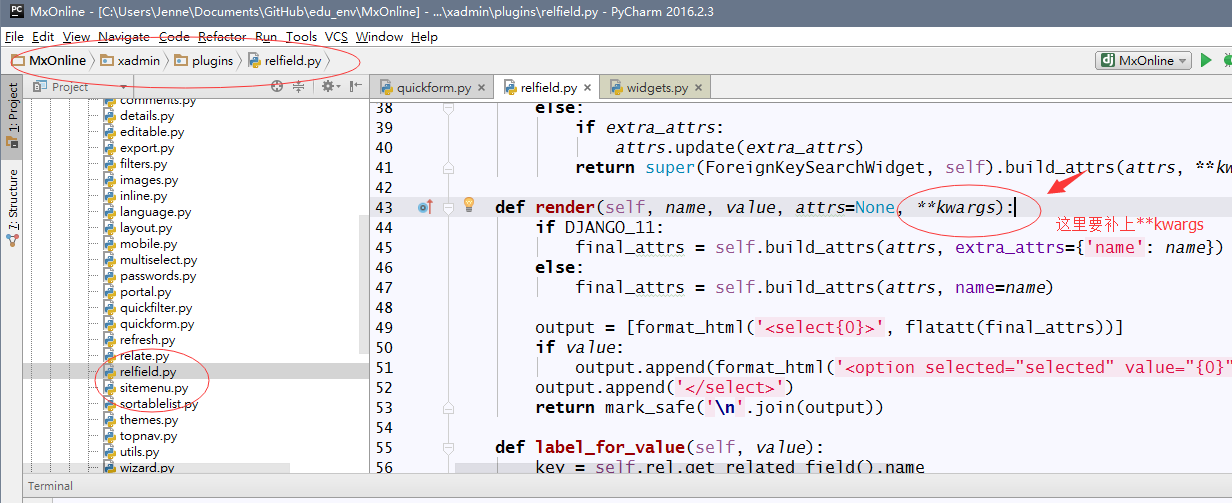 MxOnline - [C:\Users\Jenne\Documents\GitHub\edu_env\MxOnline] - ...\xadmin\plugins\relfield.py - PyCharm 2016.2.3
File Edit View Navigate Code Refactor Run Tools VCS Window Help
MxOnline xadmin plugins relfield.py MxOnline
Project
quickform.py relfield.py widgets.py
1: Project
7: Structure
comments.py
details.py
editable.py
export.py
filters.py
images.py
inline.py
language.py
layout.py
mobile.py
multiselect.py
passwords.py
portal.py
quickfilter.py
quickform.py
refresh.py
relate.py
relfield.py
sitemenu.py
sortablelist.py
themes.py
topnav.py
utils.py
wizard.py
38 else:
39 if extra_attrs:
40 attrs.update(extra_attrs)
41 return super(ForeignKeySearchWidget, self).build_attrs(attrs, **kw
42
43 def render(self, name, value, attrs=None, **kwargs):
44 if DJANGO_11:
45 final_attrs = self.build_attrs(attrs, extra_attrs={'name': name})
46 else:
47 final_attrs = self.build_attrs(attrs, name=name)
48
49 output = [format_html('<select{0}>', flatatt(final_attrs))]
50 if value:
51 output.append(format_html('<option selected="selected" value="{0}"
52 output.append('</select>')
53 return mark_safe('\n'.join(output))
54
55 def label_for_value(self, value):
56 key = self.rel.get_related_field().name
这里要补上**kwargs
Terminal